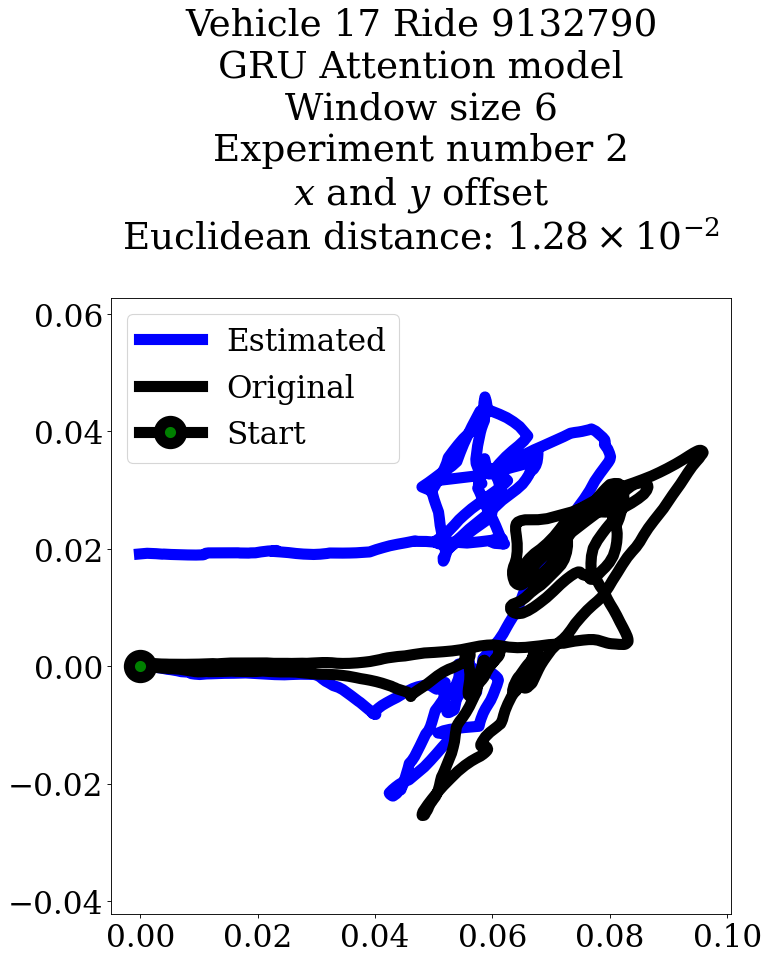 Vehicle 17 Ride 9132790
GRU Attention model
Window size 6
Experiment number 2
x and y offset
Euclidean distance: 1.28 × 10⁻²
Estimated
Original
Start
0.06
0.04
0.02
0.00
−0.02
−0.04
0.00 0.02 0.04 0.06 0.08 0.10